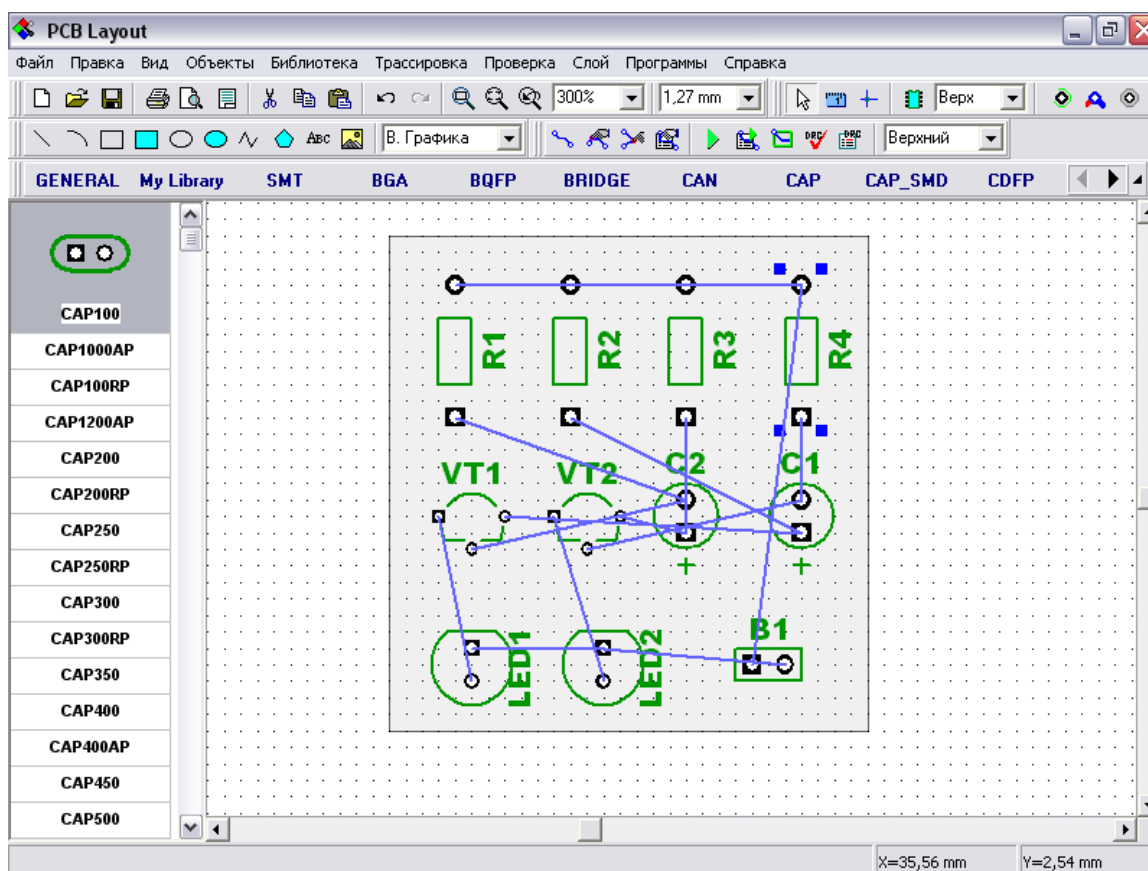 PCB Layout
Файл Правка Вид Объекты Библиотека Трассировка Проверка Слой Программы Справка
300% 1,27 mm Верх
ABC В. Графика DRC DRC Верхний
GENERAL My Library SMT BGA BQFP BRIDGE CAN CAP CAP_SMD CDFP
CAP100
CAP1000AP
CAP100RP
CAP1200AP
CAP200
CAP200RP
CAP250
CAP250RP
CAP300
CAP300RP
CAP350
CAP400
CAP400AP
CAP450
CAP500
R1 R2 R3 R4
VT1 VT2 C2 C1
+ +
LED1 LED2 B1
X=35,56 mm Y=2,54 mm